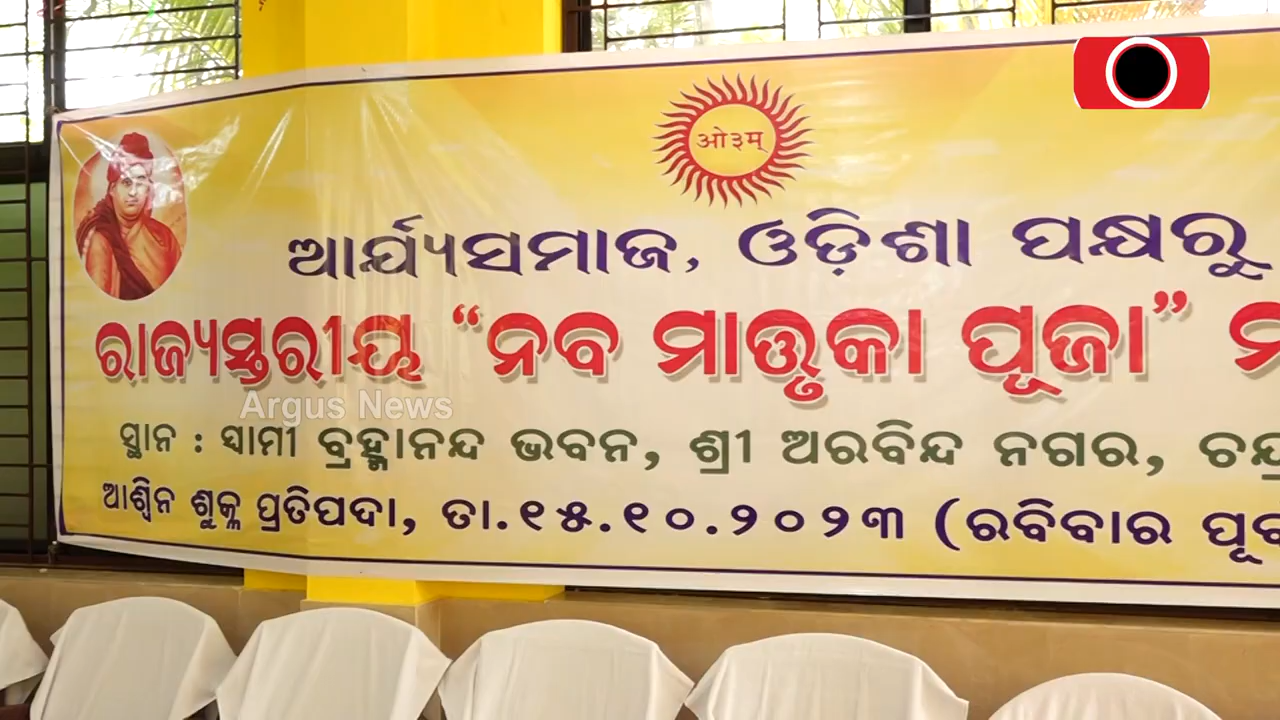 ओ३म्
ଆର୍ଯ୍ୟସମାଜ, ଓଡ଼ିଶା ପକ୍ଷରୁ
ରାଜ୍ୟସ୍ତରୀୟ “ନବ ମାତୃକା ପୂଜା”
Argus News
ସ୍ଥାନ : ସ୍ୱାମୀ ବ୍ରହ୍ମାନନ୍ଦ ଭବନ, ଶ୍ରୀ ଅରବିନ୍ଦ ନଗର,
ଆଶ୍ୱିନ ଶୁକ୍ଳ ପ୍ରତିପଦା, ତା.୧୫.୧୦.୨୦୨୩ (ରବିବାର